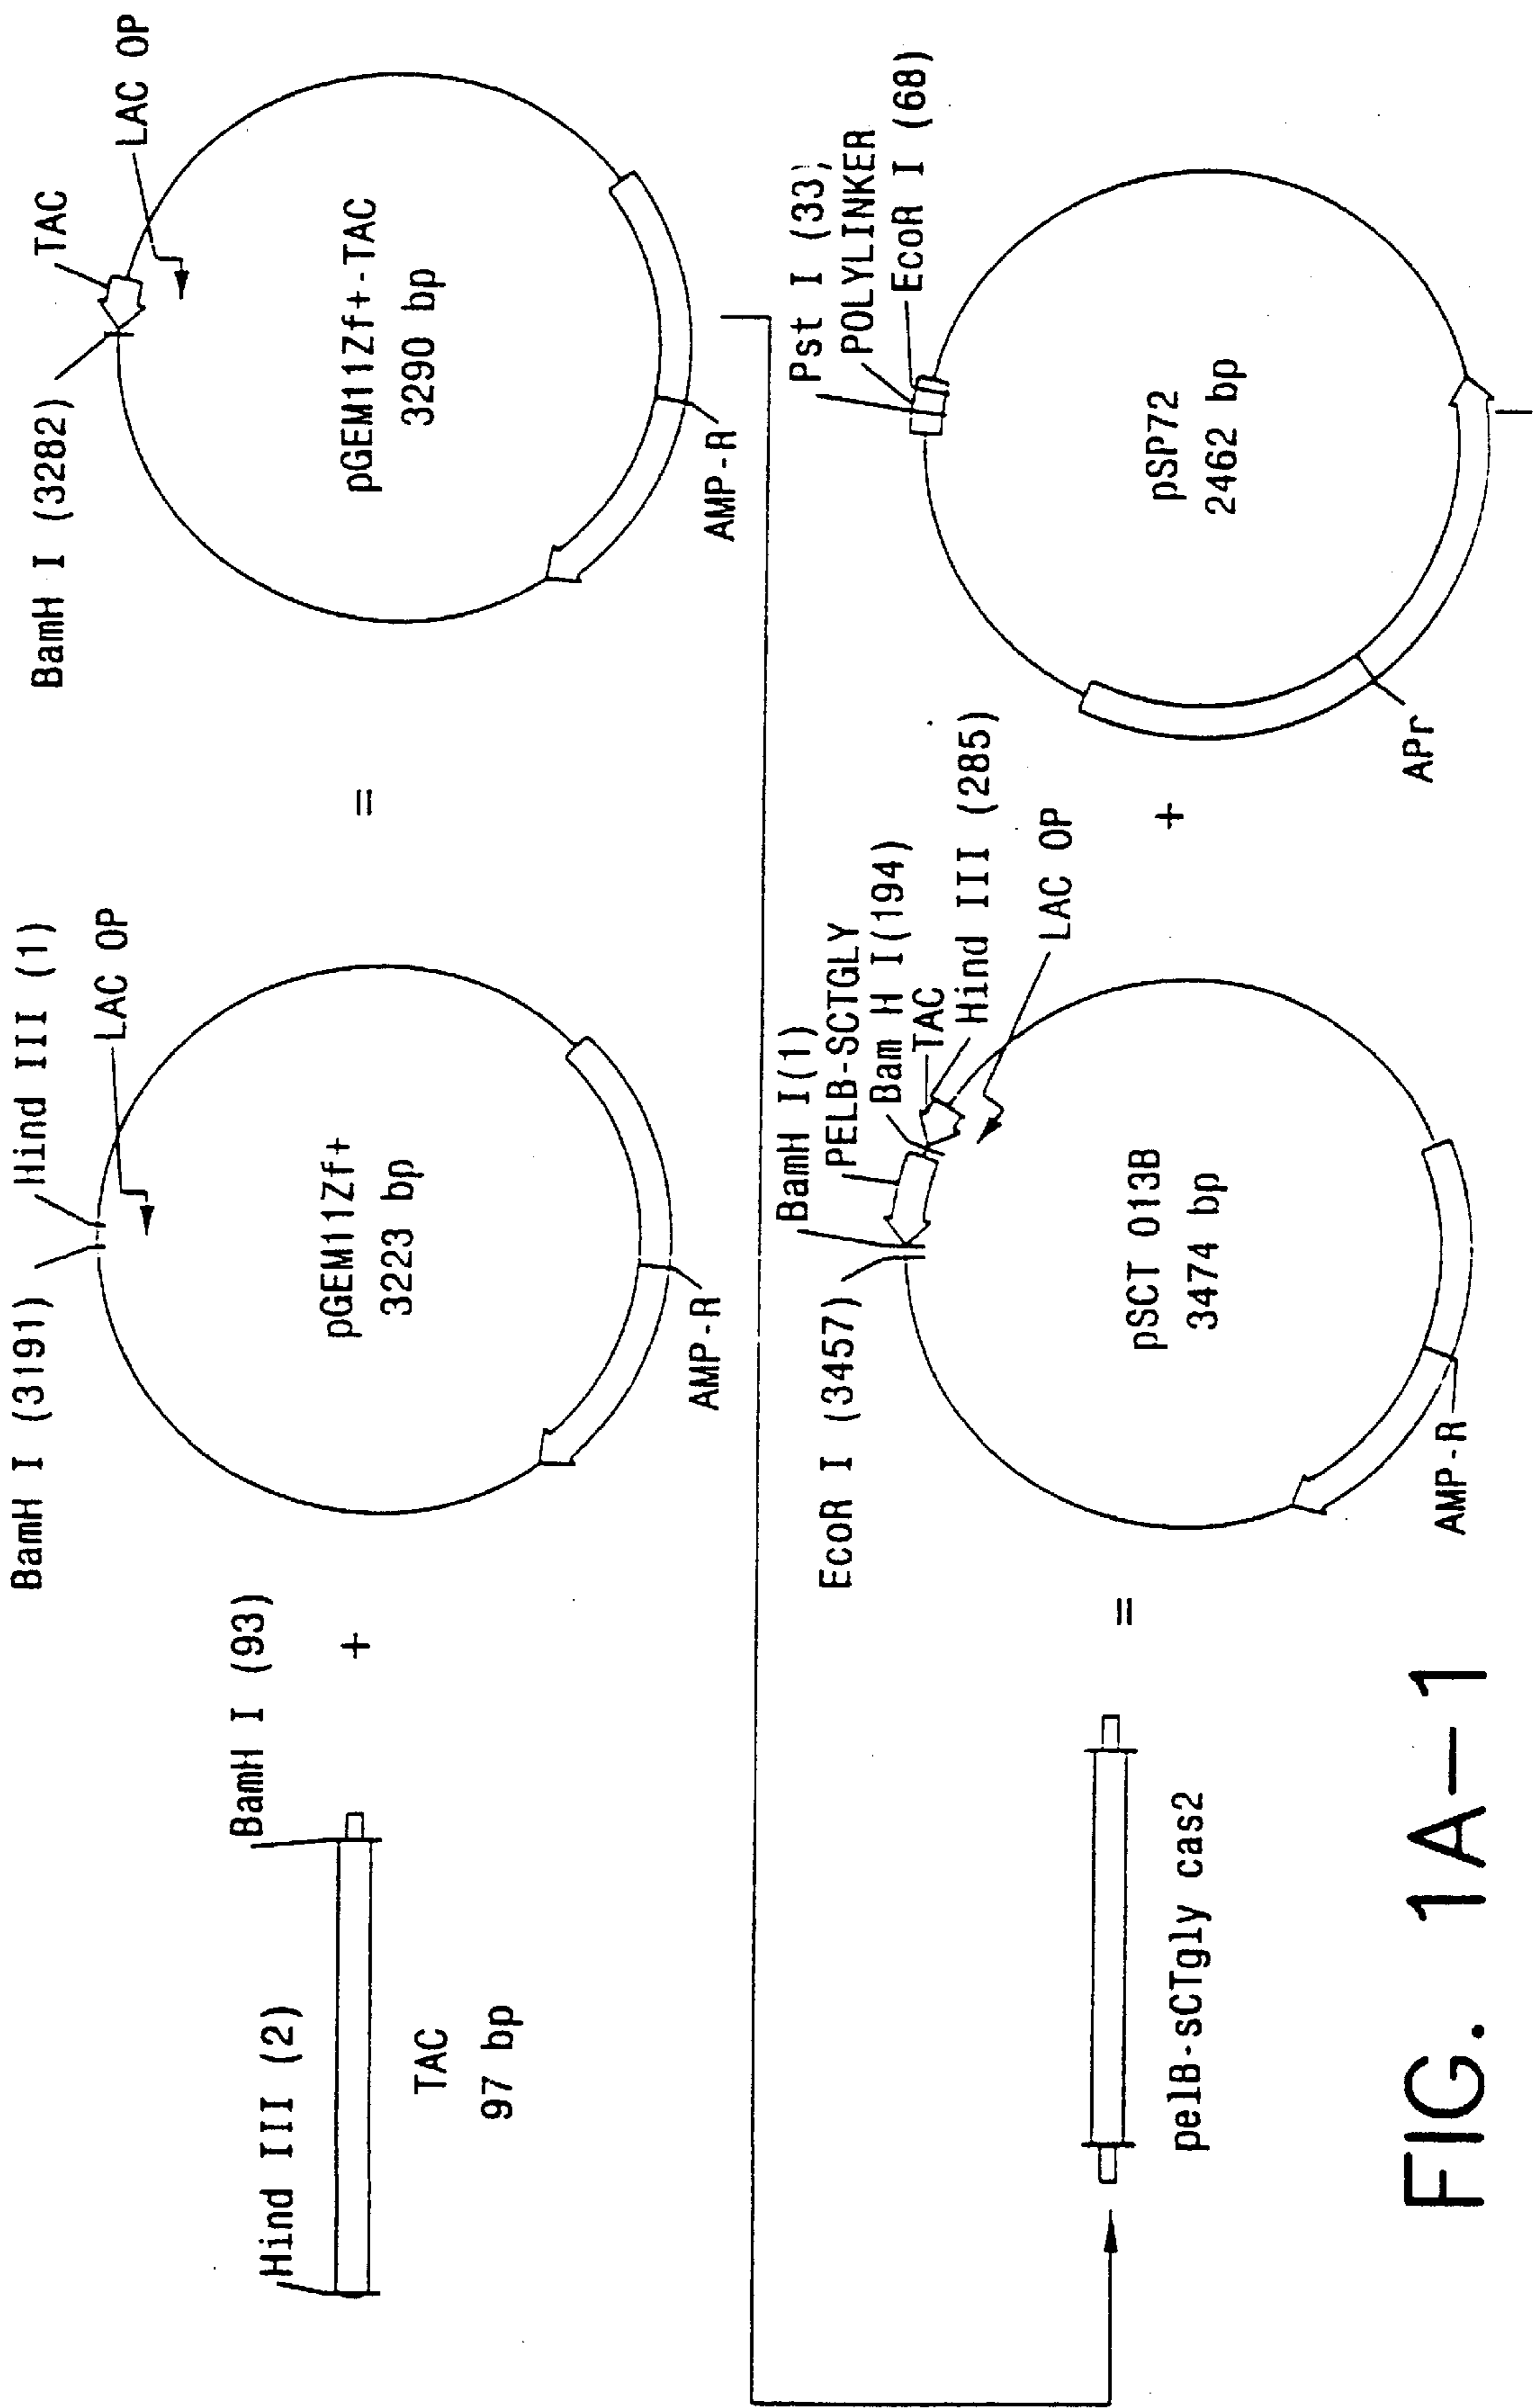 Hind III (2)
BamH I (93)
TAC
97 bp
+
BamH I (3191)
Hind III (1)
LAC OP
pGEM11Zf+
3223 bp
AMP-R
=
BamH I (3282)
TAC
LAC OP
pGEM11Zf+-TAC
3290 bp
AMP-R
pelB-sCTgly cas2
=
EcoR I (3457)
BamH I(1)
PELB-SCTGLY
Bam H I(194)
TAC
Hind III (285)
LAC OP
pSCT 013B
3474 bp
AMP-R
+
Pst I (33)
POLYLINKER
EcoR I (68)
pSP72
2462 bp
APr
FIG. 1A-1